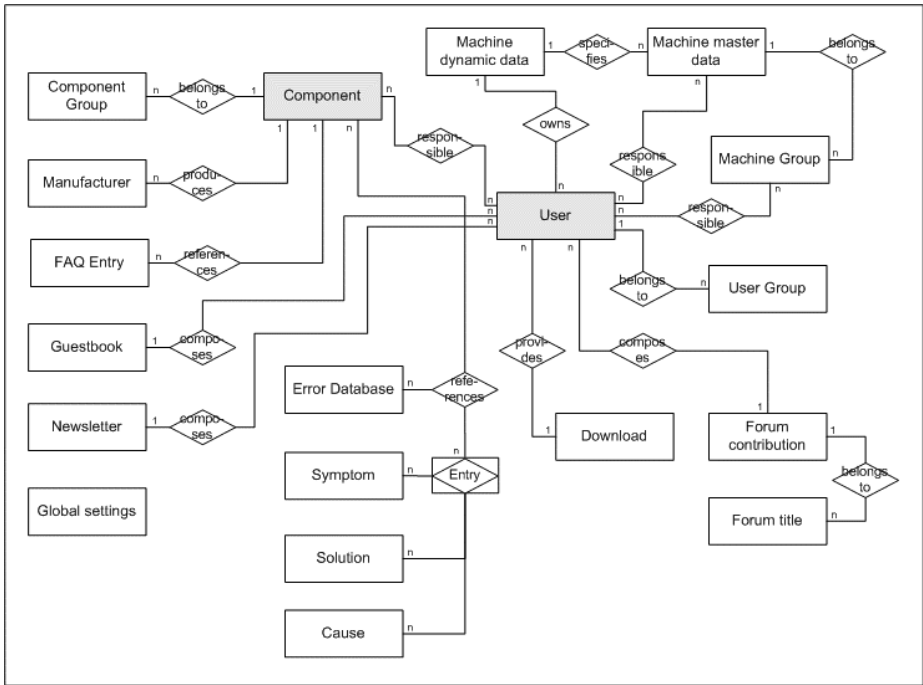 Machine
dynamic data
1
speci-
fies
n
Machine master
data
1
belongs
to
n
Component
Group
n
belongs
to
1
Component
n
1
1
n
respon-
sible
n
1
owns
n
n
respons
ible
n
Machine Group
n
n
respon-
sible
n
Manufacturer
n
produ-
ces
User
n
n
n
n
1
FAQ Entry
n
referen-
ces
belongs
to
n
User Group
Guestbook
1
compo-
ses
provi-
des
compos
es
Error Database
n
refe-
rences
Newsletter
1
compo-
ses
1
Download
1
Forum
contribution
1
n
Symptom
n
Entry
belongs
to
Global settings
Forum title
n
Solution
n
Cause
n